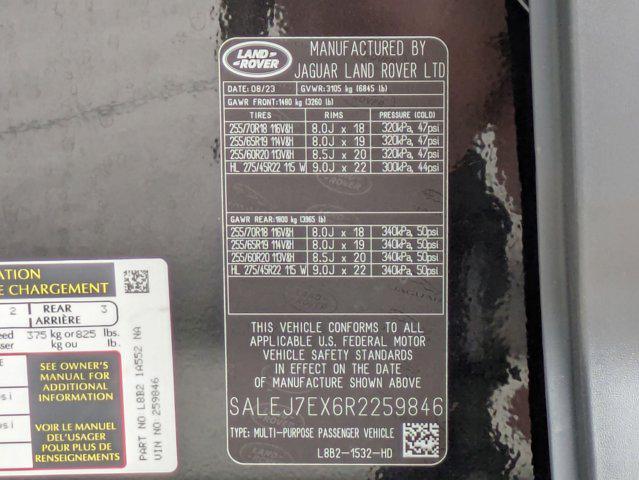 LAND
ROVER
MANUFACTURED BY
JAGUAR LAND ROVER LTD
DATE: 08/23 GVWR: 3105 kg (6845 lb)
GAWR FRONT: 1480 kg (3260 lb)
TIRES RIMS PRESSURE (COLD)
255/70R18 116V&H 8.0J x 18 320kPa, 47psi
255/65R19 114V&H 8.0J x 19 320kPa, 47psi
255/60R20 113V&H 8.5J x 20 320kPa, 47psi
HL 275/45R22 115 W 9.0J x 22 300kPa, 44psi
GAWR REAR: 1800 kg (3965 lb)
255/70R18 116V&H 8.0J x 18 340kPa, 50psi
255/65R19 114V&H 8.0J x 19 340kPa, 50psi
255/60R20 113V&H 8.5J x 20 340kPa, 50psi
HL 275/45R22 115 W 9.0J x 22 340kPa, 50psi
THIS VEHICLE CONFORMS TO ALL
APPLICABLE U.S. FEDERAL MOTOR
VEHICLE SAFETY STANDARDS
IN EFFECT ON THE DATE
OF MANUFACTURE SHOWN ABOVE
SALEJ7EX6R2259846
TYPE: MULTI-PURPOSE PASSENGER VEHICLE
L8B2-1532-HD
ATION
E CHARGEMENT
2 REAR 3
ARRIÈRE
eed 375 kg or 825 lbs.
sser kg ou lb.
SEE OWNER'S
MANUAL FOR
ADDITIONAL
INFORMATION
VOIR LE MANUEL
DE L'USAGER
POUR PLUS DE
RENSEIGNEMENTS
PART NO L8B2 1A552 NA
VIN NO 259846